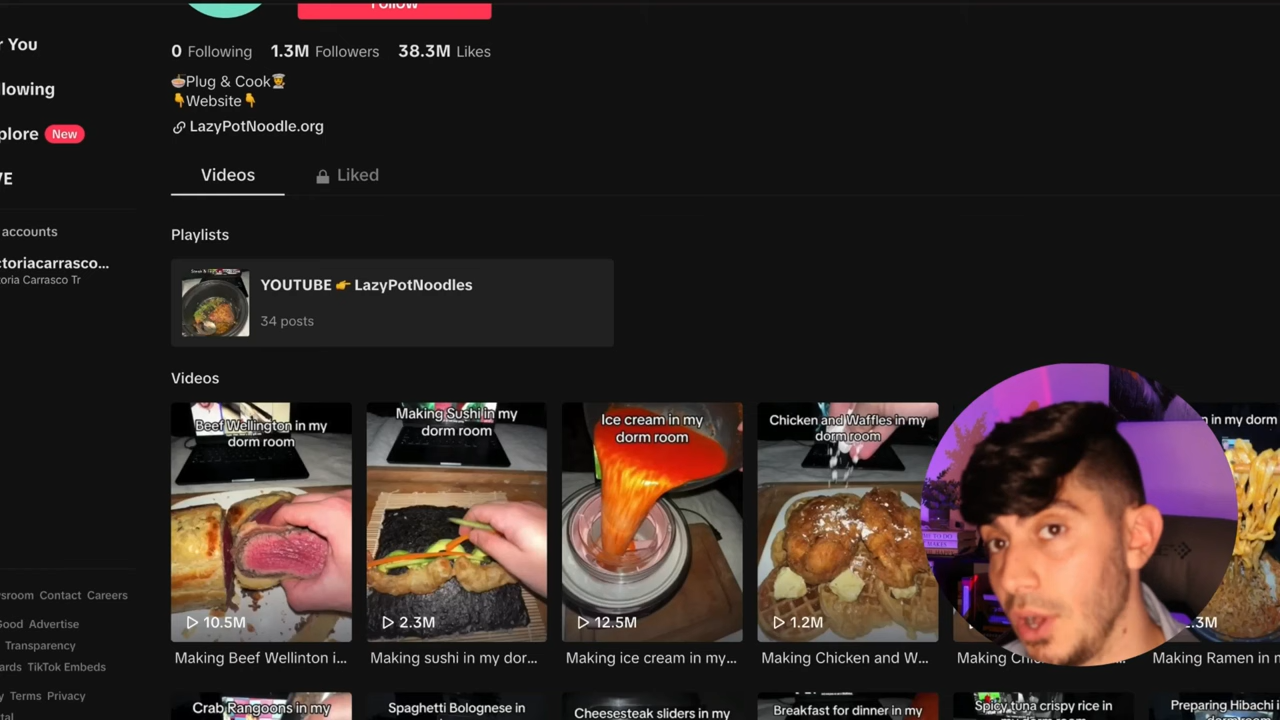 r You
llowing
plore New
VE
accounts
ctoriacarrasco...
oria Carrasco Tr
sroom Contact Careers
Good Advertise
Transparency
ards TikTok Embeds
y Terms Privacy
Follow
0 Following 1.3M Followers 38.3M Likes
🍜Plug & Cook👨‍🍳
👇Website👇
LazyPotNoodle.org
Videos Liked
Playlists
YOUTUBE 👉 LazyPotNoodles
34 posts
Videos
Beef Wellington in my
dorm room
10.5M
Making Beef Wellinton i...
Making Sushi in my
dorm room
2.3M
Making sushi in my dor...
Ice cream in my
dorm room
12.5M
Making ice cream in my...
Chicken and Waffles in my
dorm room
1.2M
Making Chicken and W...
Making
n in my dorm
.3M
Making Ramen in m
Crab Rangoons in my
Spaghetti Bolognese in
Cheesesteak sliders in my
Breakfast for dinner in my
Spicy tuna crispy rice in
Preparing Hibachi i